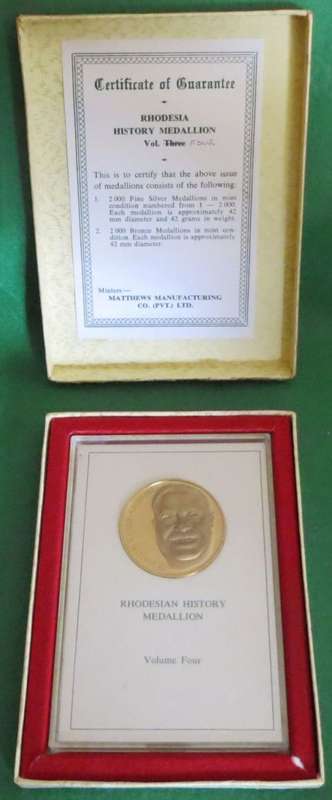 Certificate of Guarantee
RHODESIA
HISTORY MEDALLION
Vol. Three FOUR
This is to certify that the above issue
of medallions consists of the following:
1. 2 000 Fine Silver Medallions in mint
condition numbered from 1 — 2 000.
Each medallion is approximately 42
mm diameter and 42 grams in weight.
2. 2 000 Bronze Medallions in mint con-
dition. Each medallion is approximately
42 mm diameter.
Minters—
MATTHEWS MANUFACTURING
CO. (PVT.) LTD.
RHODESIAN HISTORY
MEDALLION
Volume Four